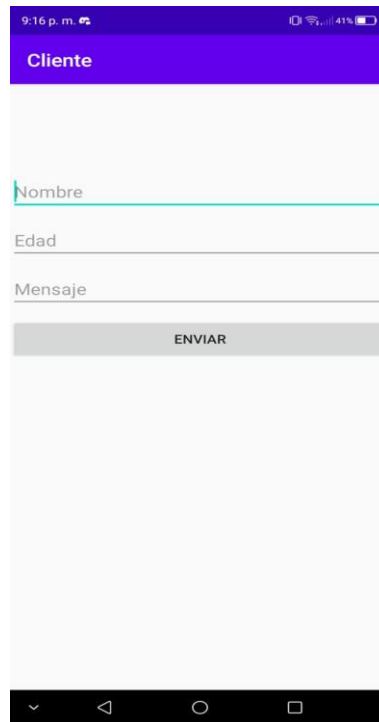 9:16 p. m. 41%
Cliente
Nombre
Edad
Mensaje
ENVIAR